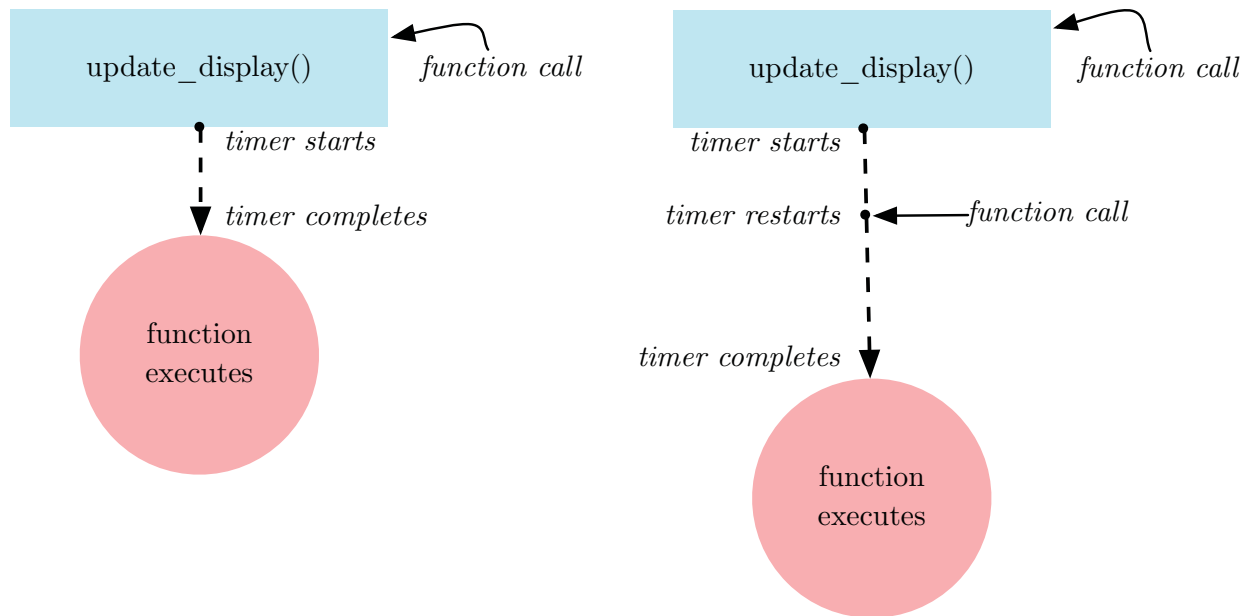 update_display()
function call
timer starts
timer completes
function
executes
update_display()
function call
timer starts
timer restarts
function call
timer completes
function
executes